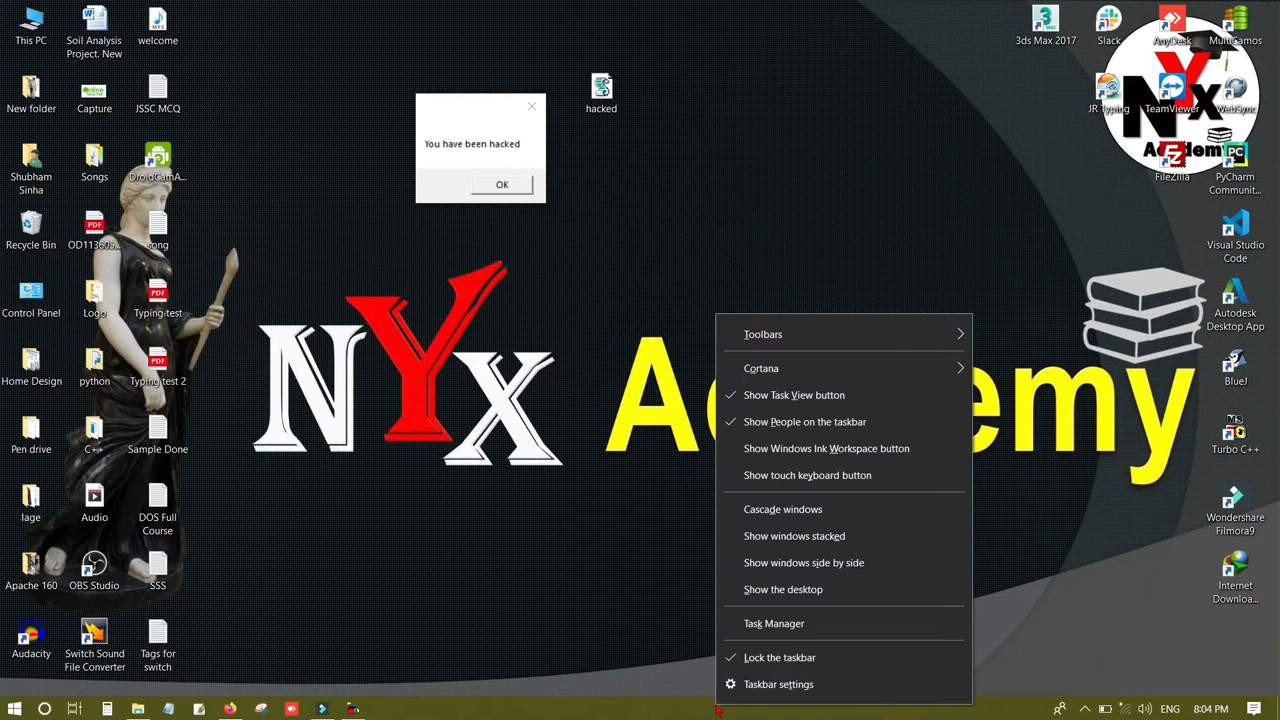 This PC
Soil Analysis
Project. New
welcome
New folder
Capture
JSSC MCQ
Shubham
Sinha
Songs
DroidCamA...
Recycle Bin
OD113605...
song
Control Panel
Logo
Typing test
Home Design
python
Typing test 2
Pen drive
C++
Sample Done
lage
Audio
DOS Full
Course
Apache 160
OBS Studio
SSS
Audacity
Switch Sound
File Converter
Tags for
switch
hacked
You have been hacked
OK
3ds Max 2017
Slack
AnyDesk
MultiCamos
JR Typing
TeamViewer
WebSync
FileZilla
PyCharm
Communit...
Visual Studio
Code
Autodesk
Desktop App
BlueJ
Turbo C++
Wondershare
Filmora9
Internet
Downloa...
NYx
Academy
NYx Academy
Toolbars
Cortana
Show Task View button
Show People on the taskbar
Show Windows Ink Workspace button
Show touch keyboard button
Cascade windows
Show windows stacked
Show windows side by side
Show the desktop
Task Manager
Lock the taskbar
Taskbar settings
ENG
8:04 PM